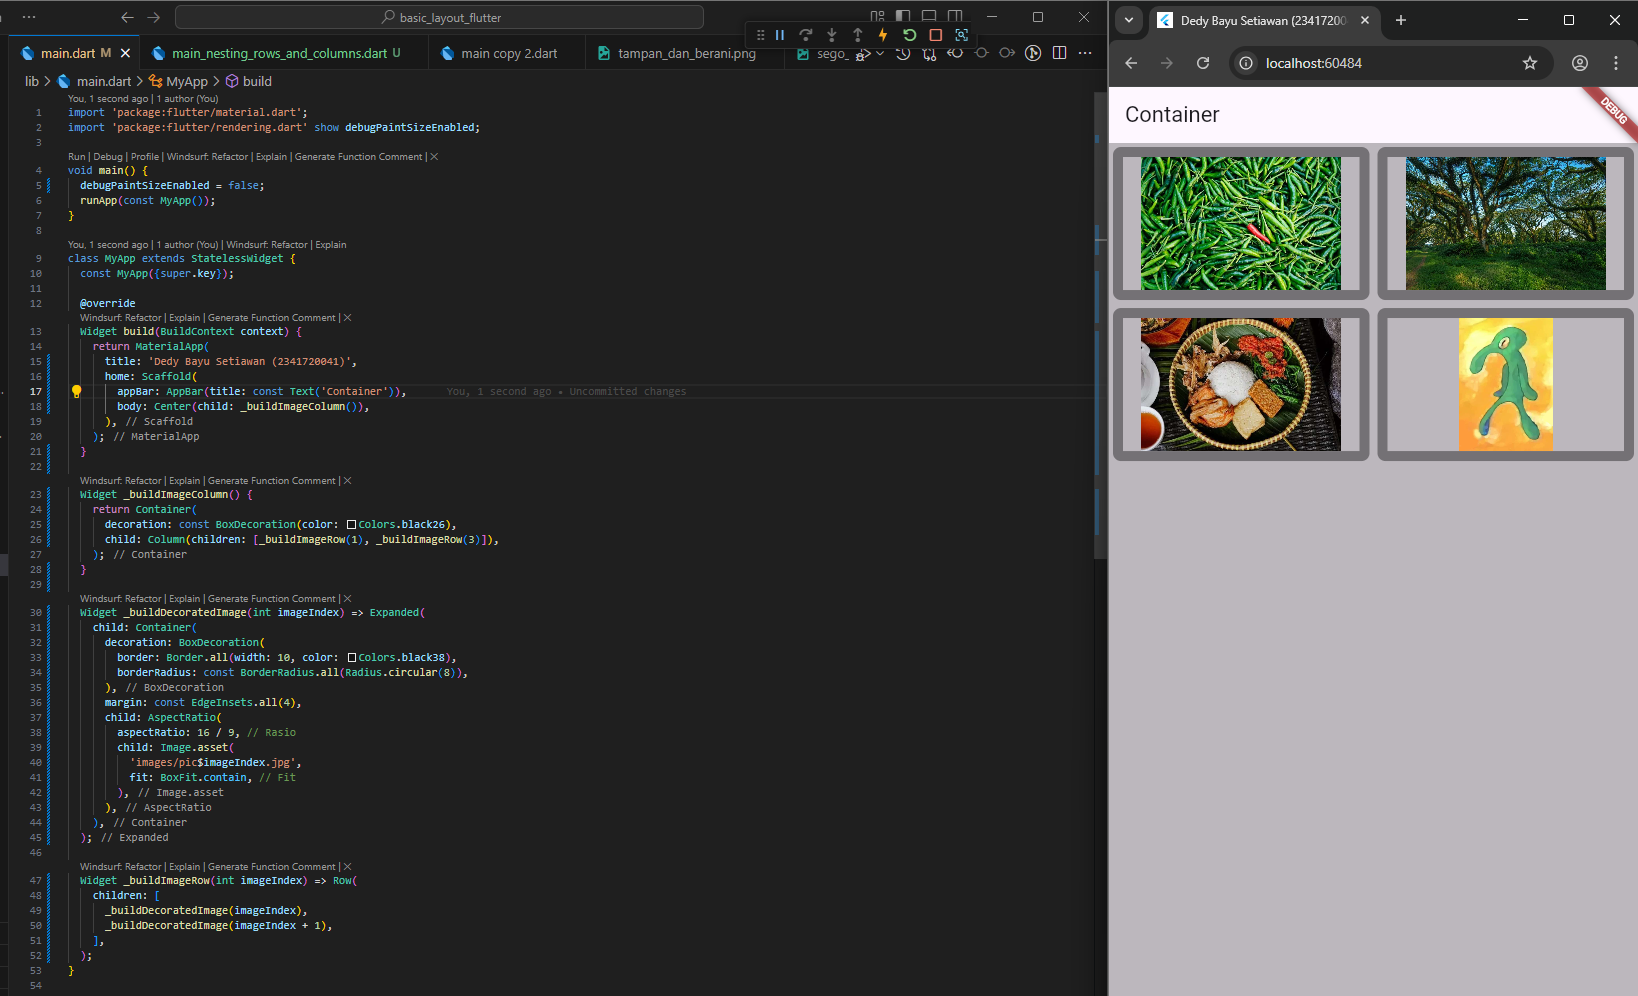 basic_layout_flutter
main.dart M
main_nesting_rows_and_columns.dart U
main copy 2.dart
tampan_dan_berani.png
sego_
lib > main.dart > MyApp > build
You, 1 second ago | 1 author (You)
1 import 'package:flutter/material.dart';
2 import 'package:flutter/rendering.dart' show debugPaintSizeEnabled;
3
Run | Debug | Profile | Windsurf: Refactor | Explain | Generate Function Comment | ×
4 void main() {
5 debugPaintSizeEnabled = false;
6 runApp(const MyApp());
7 }
8
You, 1 second ago | 1 author (You) | Windsurf: Refactor | Explain
9 class MyApp extends StatelessWidget {
10 const MyApp({super.key});
11
12 @override
Windsurf: Refactor | Explain | Generate Function Comment | ×
13 Widget build(BuildContext context) {
14 return MaterialApp(
15 title: 'Dedy Bayu Setiawan (2341720041)',
16 home: Scaffold(
17 appBar: AppBar(title: const Text('Container')), You, 1 second ago • Uncommitted changes
18 body: Center(child: _buildImageColumn()),
19 ), // Scaffold
20 ); // MaterialApp
21 }
22
Windsurf: Refactor | Explain | Generate Function Comment | ×
23 Widget _buildImageColumn() {
24 return Container(
25 decoration: const BoxDecoration(color: Colors.black26),
26 child: Column(children: [_buildImageRow(1), _buildImageRow(3)]),
27 ); // Container
28 }
29
Windsurf: Refactor | Explain | Generate Function Comment | ×
30 Widget _buildDecoratedImage(int imageIndex) => Expanded(
31 child: Container(
32 decoration: BoxDecoration(
33 border: Border.all(width: 10, color: Colors.black38),
34 borderRadius: const BorderRadius.all(Radius.circular(8)),
35 ), // BoxDecoration
36 margin: const EdgeInsets.all(4),
37 child: AspectRatio(
38 aspectRatio: 16 / 9, // Rasio
39 child: Image.asset(
40 'images/pic$imageIndex.jpg',
41 fit: BoxFit.contain, // Fit
42 ), // Image.asset
43 ), // AspectRatio
44 ), // Container
45 ); // Expanded
46
Windsurf: Refactor | Explain | Generate Function Comment | ×
47 Widget _buildImageRow(int imageIndex) => Row(
48 children: [
49 _buildDecoratedImage(imageIndex),
50 _buildDecoratedImage(imageIndex + 1),
51 ],
52 );
53 }
54
Dedy Bayu Setiawan (23417200
localhost:60484
Container
DEBUG